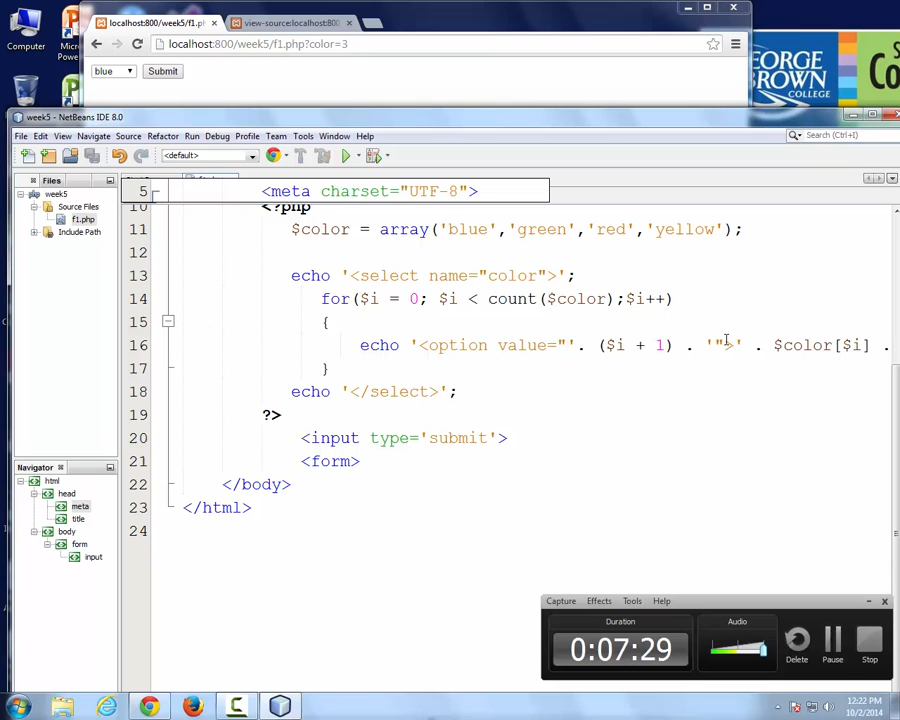 Computer
Micr
Powe
localhost:800/week5/f1.ph
view-source:localhost:800
localhost:800/week5/f1.php?color=3
blue
Submit
GEORGE
BROWN
COLLEGE
S
Co
week5 - NetBeans IDE 8.0
File Edit View Navigate Source Refactor Run Debug Profile Team Tools Window Help
<default>
Search (Ctrl+I)
Files
week5
Source Files
f1.php
Include Path
5 <meta charset="UTF-8">
10 <?php
11 $color = array('blue','green','red','yellow');
12
13 echo '<select name="color">';
14 for($i = 0; $i < count($color);$i++)
15 {
16 echo '<option value="'. ($i + 1) . '">' . $color[$i] .
17 }
18 echo '</select>';
19 ?>
20 <input type='submit'>
21 <form>
22 </body>
23 </html>
24
Navigator
html
head
meta
title
body
form
input
Capture Effects Tools Help
Duration
0:07:29
Audio
Delete
Pause
Stop
12:22 PM
10/2/2014